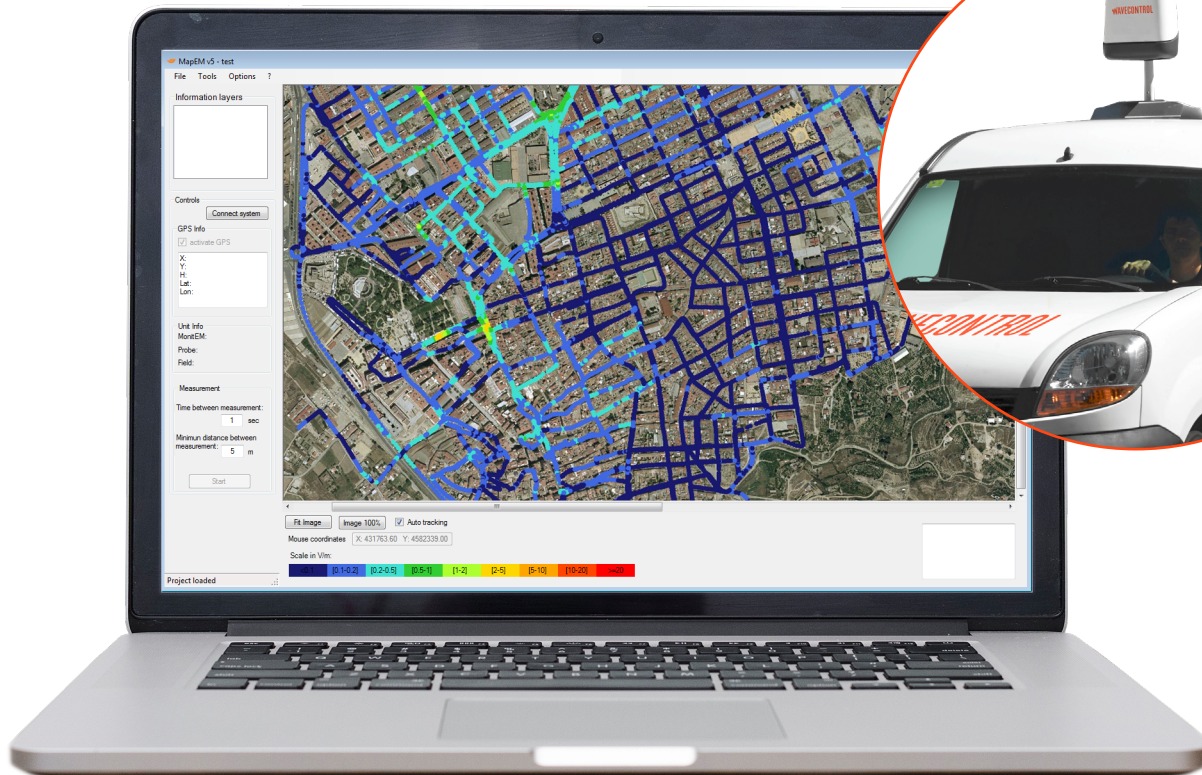 WAVECONTROL
MapEM v5 - test
File Tools Options ?
Information layers
Controls
Connect system
GPS Info
activate GPS
X:
Y:
H:
Lat:
Lon:
Unit Info
MonitEM:
Probe:
Field:
Measurement
Time between measurement:
1 sec
Minimun distance between
measurement: 5 m
Start
Fit Image Image 100% Auto tracking
Mouse coordinates X: 431763.60 Y: 4582339.00
Scale in V/m:
[0.1-0.2] [0.2-0.5] [0.5-1] [1-2] [2-5] [5-10] [10-20] >=20
Project loaded